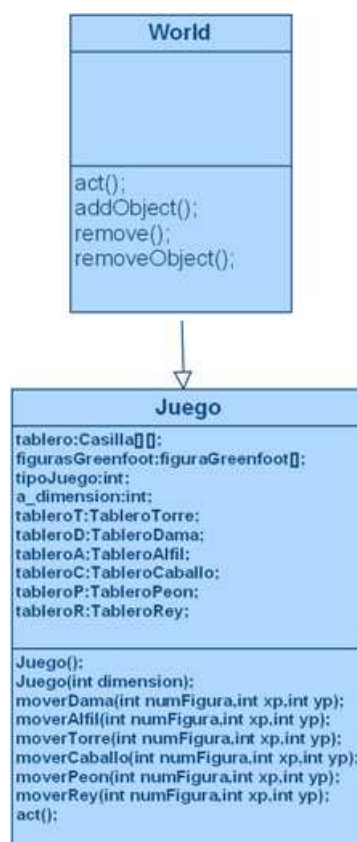 World
act();
addObject();
remove();
removeObject();
Juego
tablero:Casilla[][];
figurasGreenfoot:figuraGreenfoot[];
tipoJuego:int;
a_dimension:int;
tableroT:TableroTorre;
tableroD:TableroDama;
tableroA:TableroAlfil;
tableroC:TableroCaballo;
tableroP:TableroPeon;
tableroR:TableroRey;
Juego();
Juego(int dimension);
moverDama(int numFigura,int xp,int yp);
moverAlfil(int numFigura,int xp,int yp);
moverTorre(int numFigura,int xp,int yp);
moverCaballo(int numFigura,int xp,int yp);
moverPeon(int numFigura,int xp,int yp);
moverRey(int numFigura,int xp,int yp);
act();